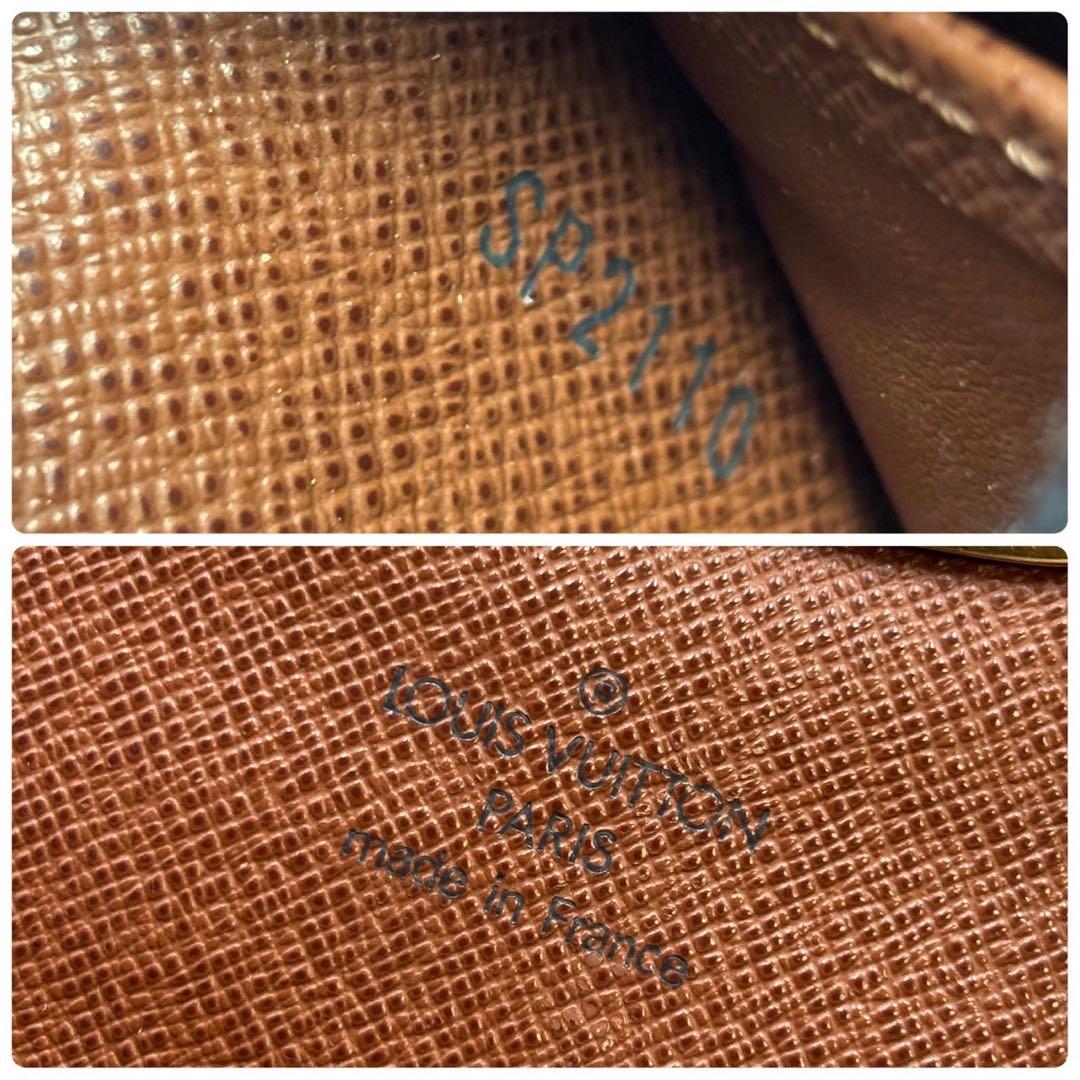 SP2110
®
LOUIS VUITTON
PARIS
made in France